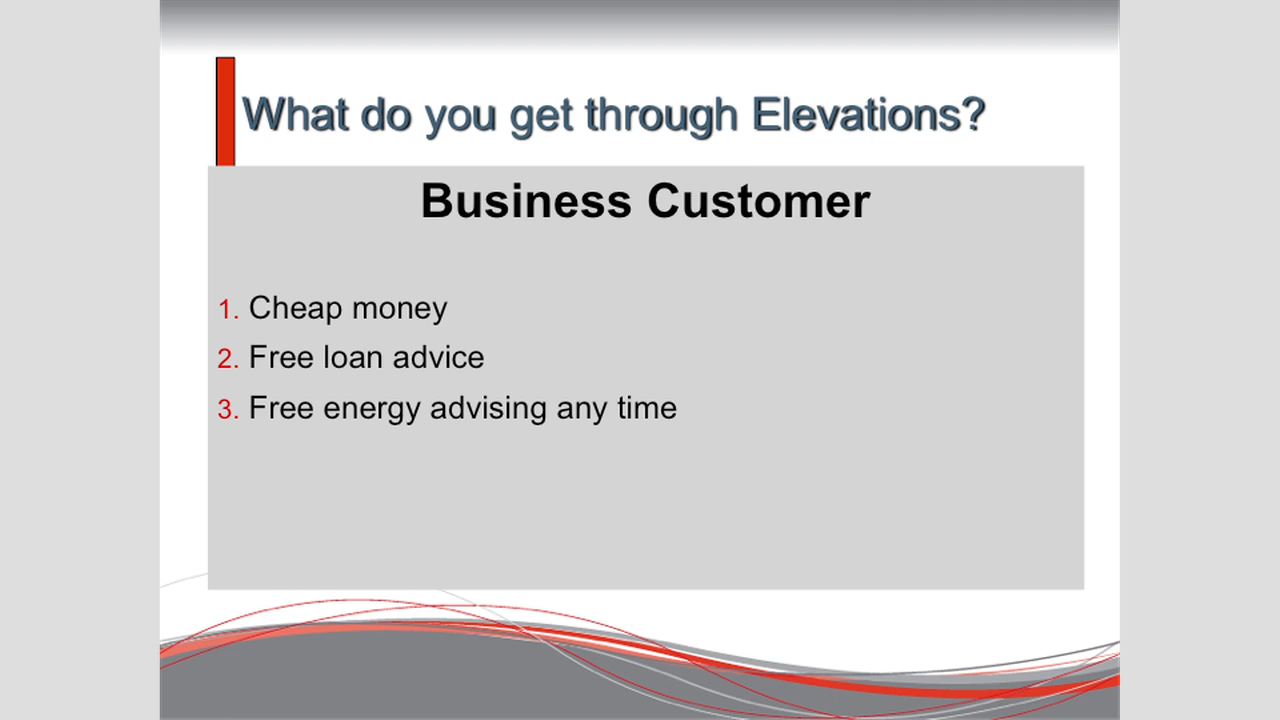 What do you get through Elevations?
Business Customer
1. Cheap money
2. Free loan advice
3. Free energy advising any time